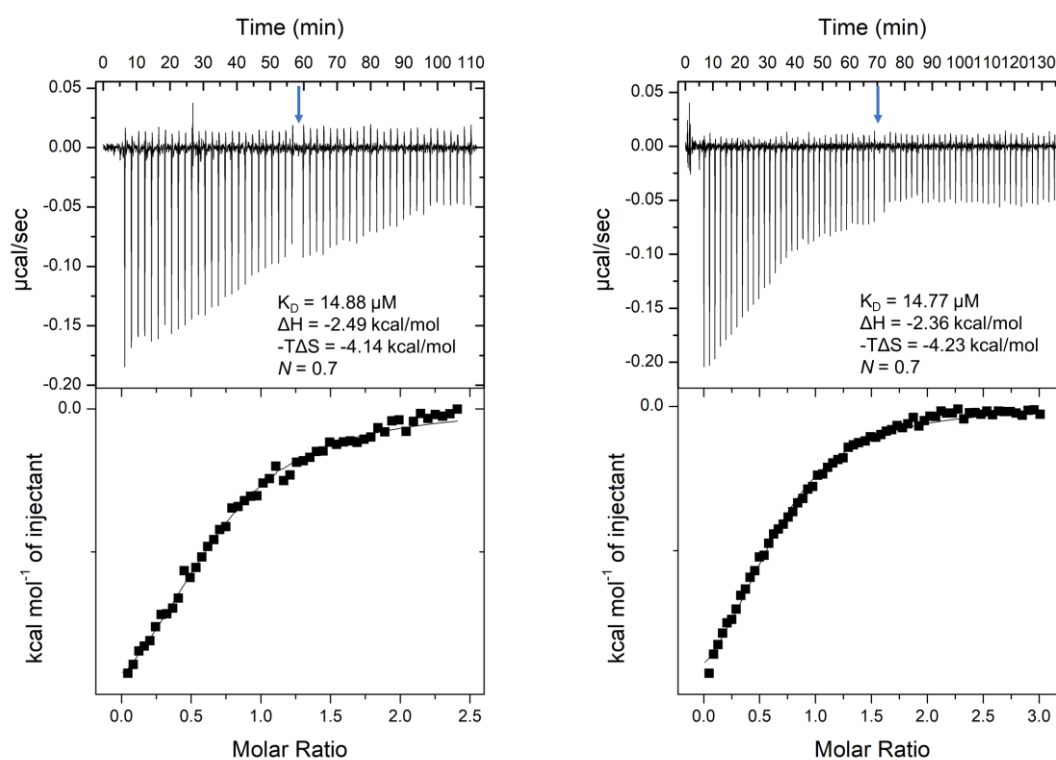 Time (min)
0 10 20 30 40 50 60 70 80 90 100 110
0.05
0.00
-0.05
-0.10
-0.15
-0.20
µcal/sec
K_D = 14.88 µM
ΔH = -2.49 kcal/mol
-TΔS = -4.14 kcal/mol
N = 0.7
0.0
kcal mol⁻¹ of injectant
0.0 0.5 1.0 1.5 2.0 2.5
Molar Ratio
Time (min)
0 10 20 30 40 50 60 70 80 90 100 110 120 130
0.05
0.00
-0.05
-0.10
-0.15
-0.20
µcal/sec
K_D = 14.77 µM
ΔH = -2.36 kcal/mol
-TΔS = -4.23 kcal/mol
N = 0.7
0.0
kcal mol⁻¹ of injectant
0.0 0.5 1.0 1.5 2.0 2.5 3.0
Molar Ratio